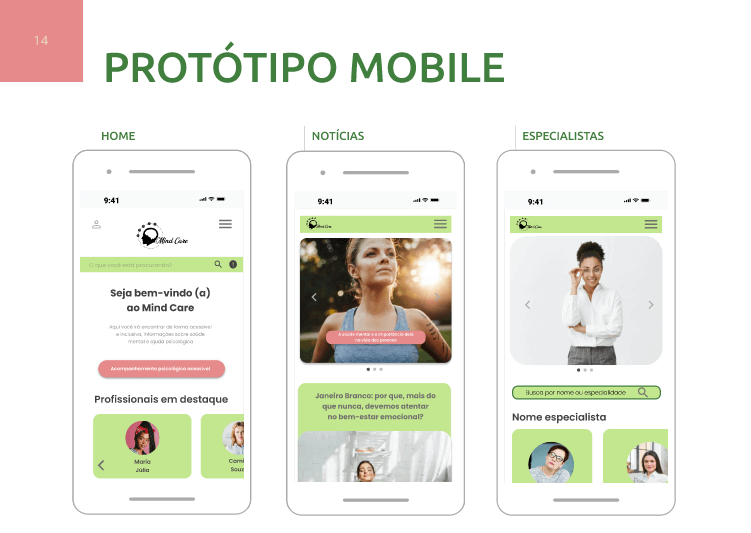 14
PROTÓTIPO MOBILE
HOME
9:41
Mind Care
O que você está procurando?
Seja bem-vindo (a)
ao Mind Care
Aqui você irá encontrar de forma acessível
e inclusiva, informações sobre saúde
mental e ajuda psicológica.
Acompanhamento psicológico acessível
Profissionais em destaque
Maria
Júlia
NOTÍCIAS
9:41
Mind Care
A saúde mental e a importância dela
na vida das pessoas
Janeiro Branco: por que, mais do
que nunca, devemos atentar
no bem-estar emocional?
ESPECIALISTAS
9:41
Mind Care
Busca por nome ou especialidade
Nome especialista